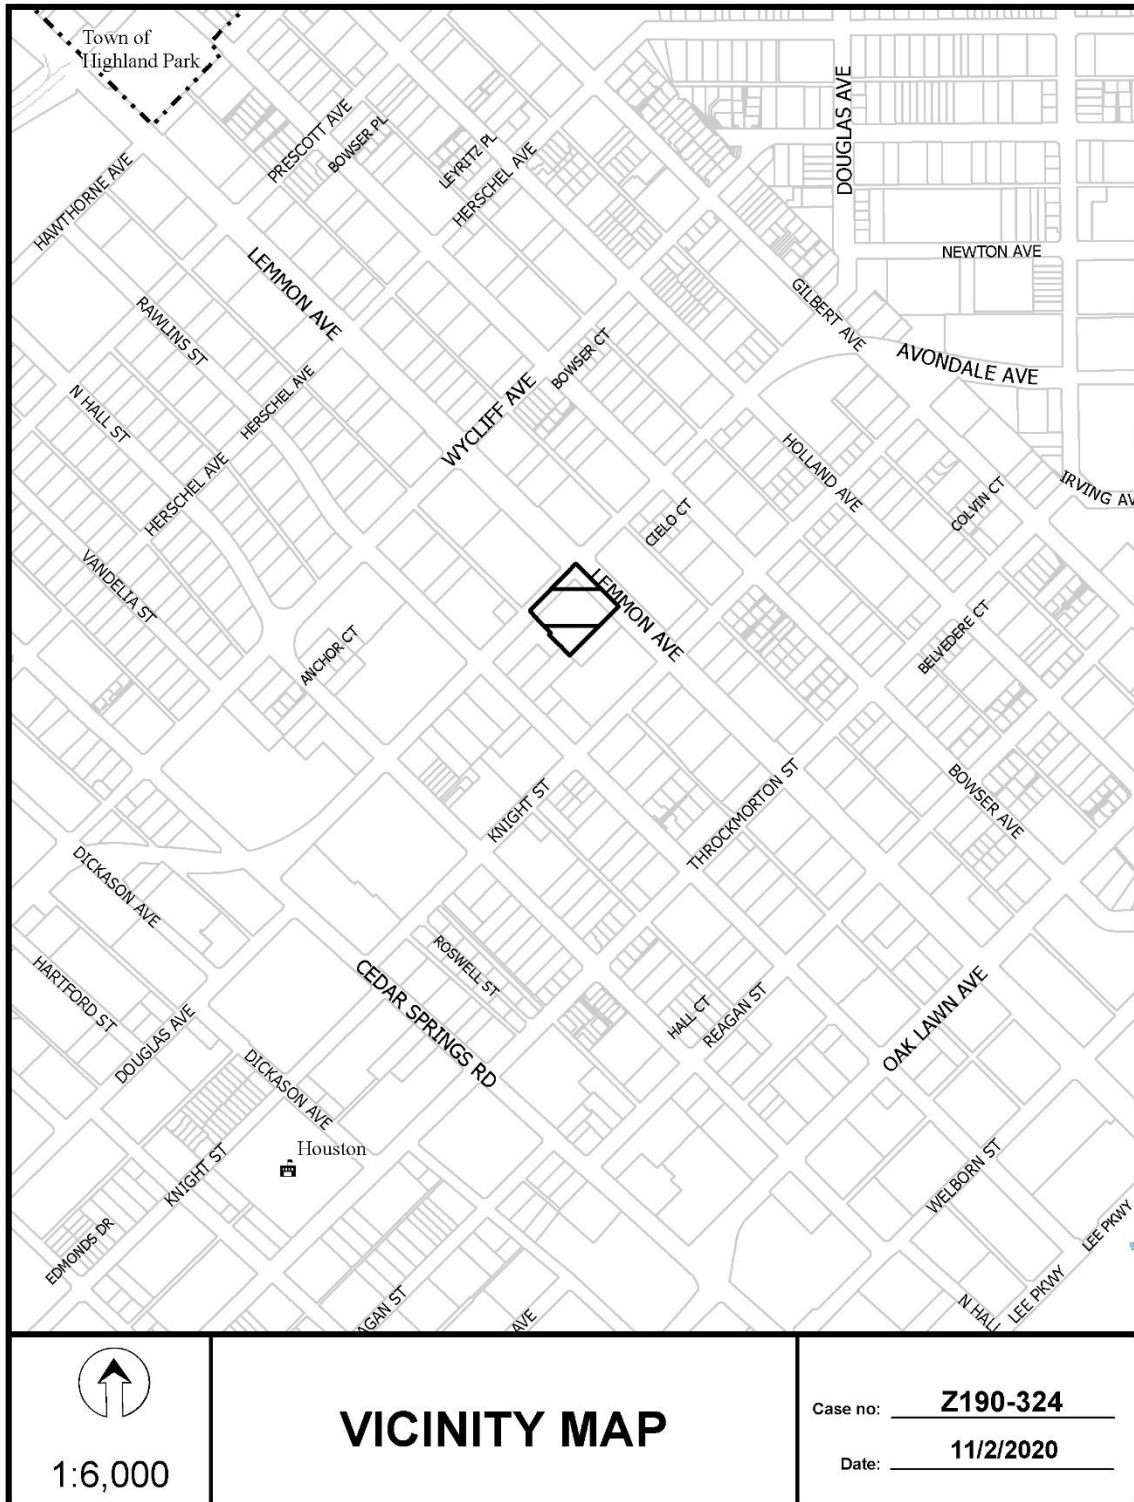 Town of
Highland Park
DOUGLAS AVE
PRESCOTT AVE
BOWSER PL
LEYRITZ PL
HERSCHEL AVE
HAWTHORNE AVE
NEWTON AVE
LEMMON AVE
GILBERT AVE
RAWLINS ST
AVONDALE AVE
BOWSER CT
HERSCHEL AVE
N HALL ST
WYCLIFF AVE
HOLLAND AVE
HERSCHEL AVE
IRVING AV
COLVIN CT
CIELO CT
VANDELIA ST
LEMMON AVE
ANCHOR CT
BELVEDERE CT
KNIGHT ST
THROCKMORTON ST
BOWSER AVE
DICKASON AVE
ROSWELL ST
HARTFORD ST
CEDAR SPRINGS RD
HALL CT
REAGAN ST
OAK LAWN AVE
DOUGLAS AVE
DICKASON AVE
Houston
KNIGHT ST
WELBORN ST
EDMONDS DR
LEE PKWY
LEE PKWY
N HALL
AGAN ST
AVE
1:6,000
VICINITY MAP
Case no: Z190-324
Date: 11/2/2020